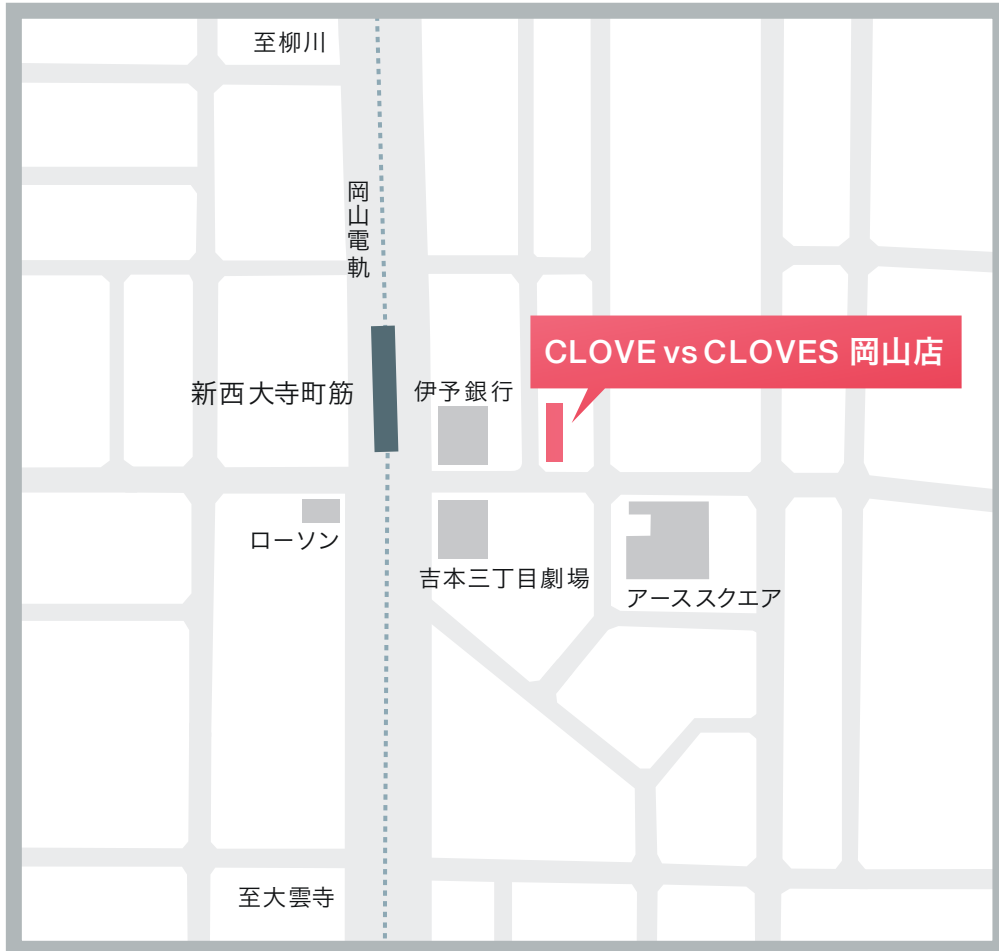 至柳川
岡山電軌
CLOVE vs CLOVES 岡山店
新西大寺町筋
伊予銀行
ローソン
吉本三丁目劇場
アーススクエア
至大雲寺